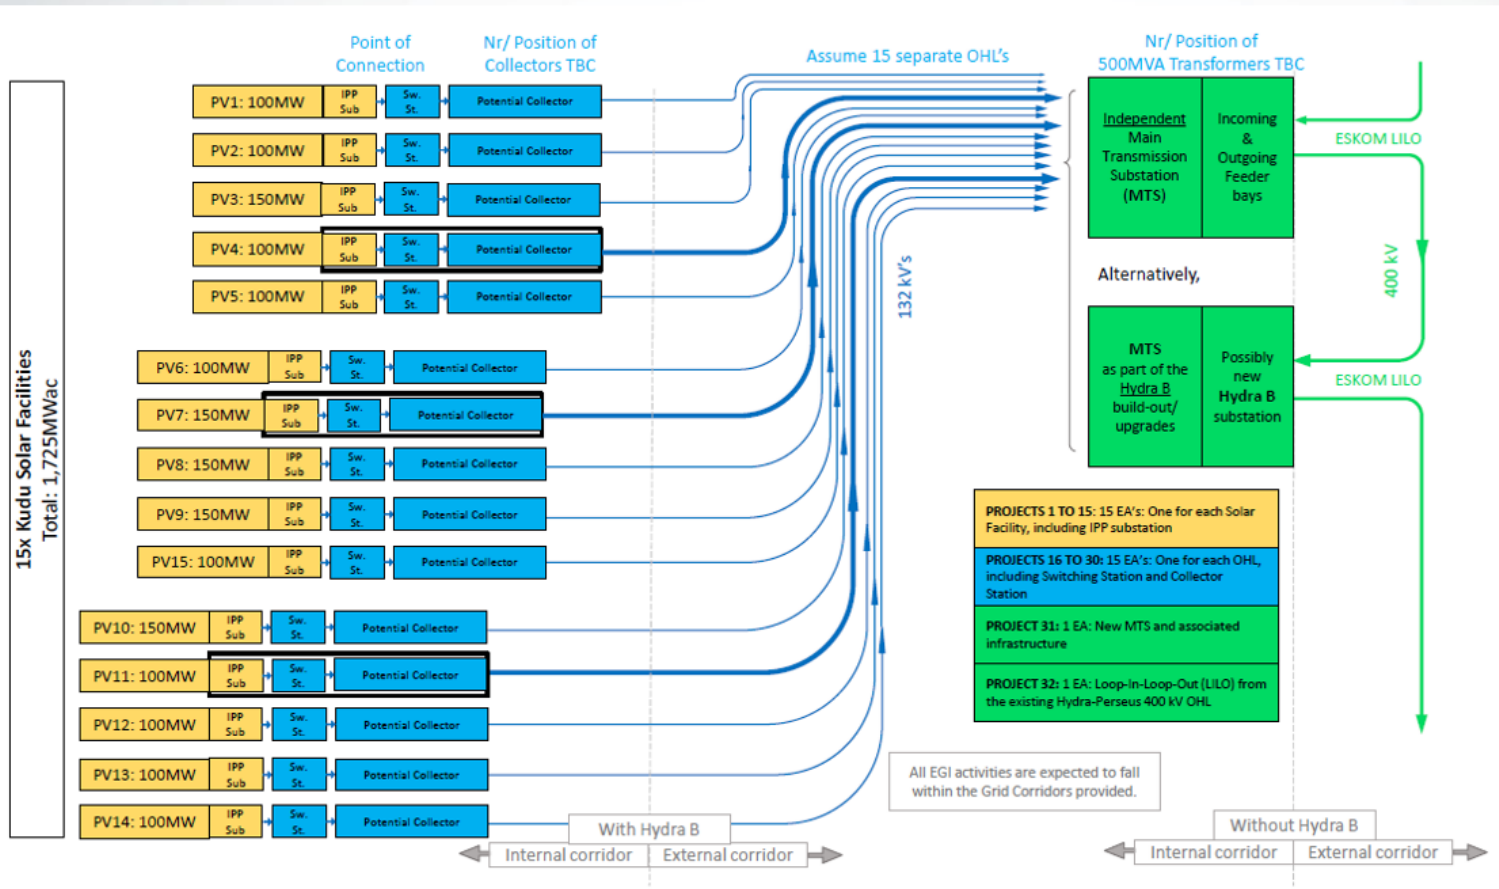 Point of
Connection
Nr/ Position of
Collectors TBC
Assume 15 separate OHL's
Nr/ Position of
500MVA Transformers TBC
15x Kudu Solar Facilities
Total: 1,725MWac
PV1: 100MW
IPP
Sub
Sw.
St.
Potential Collector
PV2: 100MW
IPP
Sub
Sw.
St.
Potential Collector
PV3: 150MW
IPP
Sub
Sw.
St.
Potential Collector
PV4: 100MW
IPP
Sub
Sw.
St.
Potential Collector
PV5: 100MW
IPP
Sub
Sw.
St.
Potential Collector
PV6: 100MW
IPP
Sub
Sw.
St.
Potential Collector
PV7: 150MW
IPP
Sub
Sw.
St.
Potential Collector
PV8: 150MW
IPP
Sub
Sw.
St.
Potential Collector
PV9: 150MW
IPP
Sub
Sw.
St.
Potential Collector
PV15: 100MW
IPP
Sub
Sw.
St.
Potential Collector
PV10: 150MW
IPP
Sub
Sw.
St.
Potential Collector
PV11: 100MW
IPP
Sub
Sw.
St.
Potential Collector
PV12: 100MW
IPP
Sub
Sw.
St.
Potential Collector
PV13: 100MW
IPP
Sub
Sw.
St.
Potential Collector
PV14: 100MW
IPP
Sub
Sw.
St.
Potential Collector
132 kV's
Independent
Main
Transmission
Substation
(MTS)
Incoming
&
Outgoing
Feeder
bays
ESKOM LILO
400 kV
Alternatively,
MTS
as part of the
Hydra B
build-out/
upgrades
Possibly
new
Hydra B
substation
ESKOM LILO
PROJECTS 1 TO 15: 15 EA's: One for each Solar
Facility, including IPP substation
PROJECTS 16 TO 30: 15 EA's: One for each OHL,
including Switching Station and Collector
Station
PROJECT 31: 1 EA: New MTS and associated
infrastructure
PROJECT 32: 1 EA: Loop-In-Loop-Out (LILO) from
the existing Hydra-Perseus 400 kV OHL
All EGI activities are expected to fall
within the Grid Corridors provided.
With Hydra B
Internal corridor
External corridor
Without Hydra B
Internal corridor
External corridor